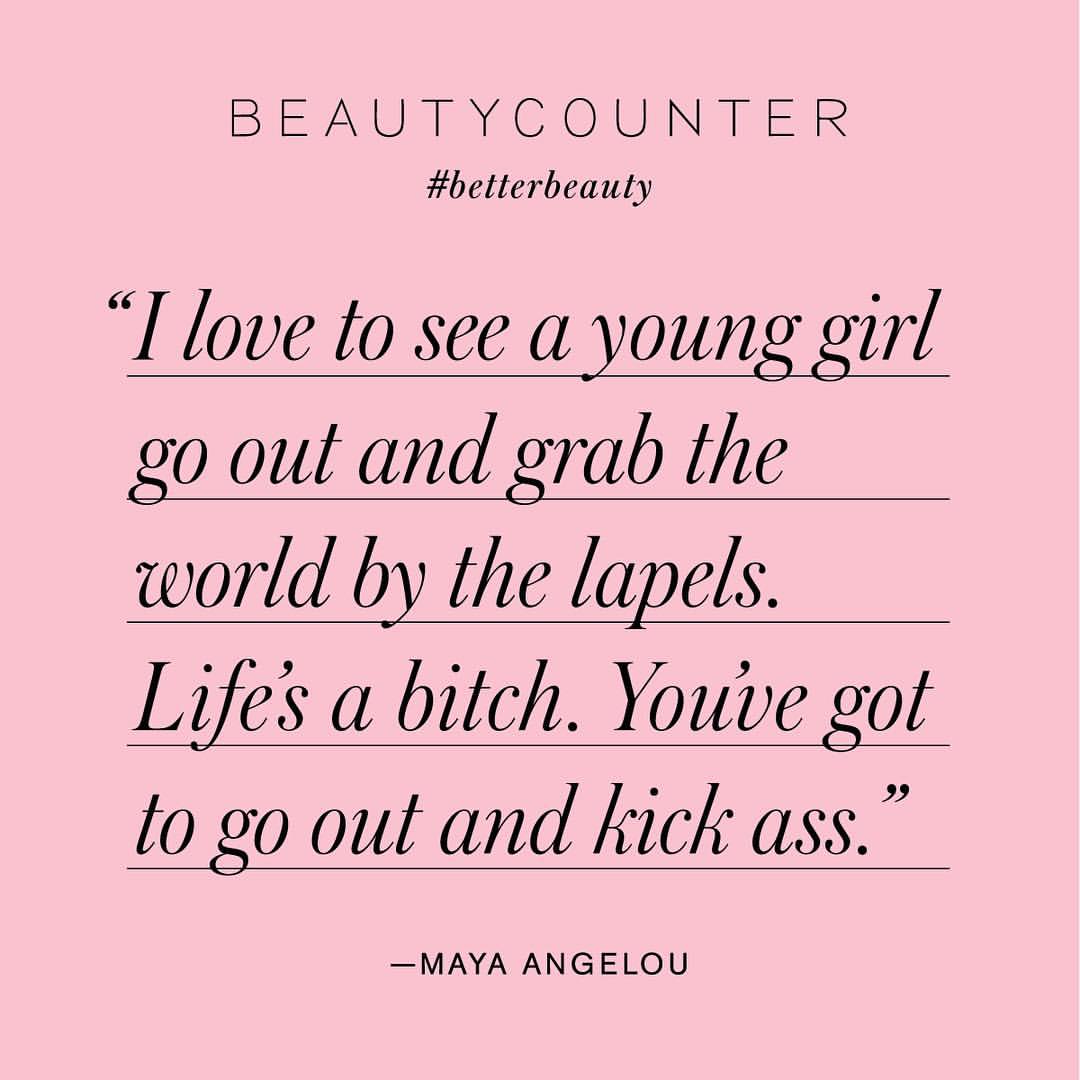 BEAUTYCOUNTER
#betterbeauty
“I love to see a young girl
go out and grab the
world by the lapels.
Life’s a bitch. You’ve got
to go out and kick ass.”
—MAYA ANGELOU